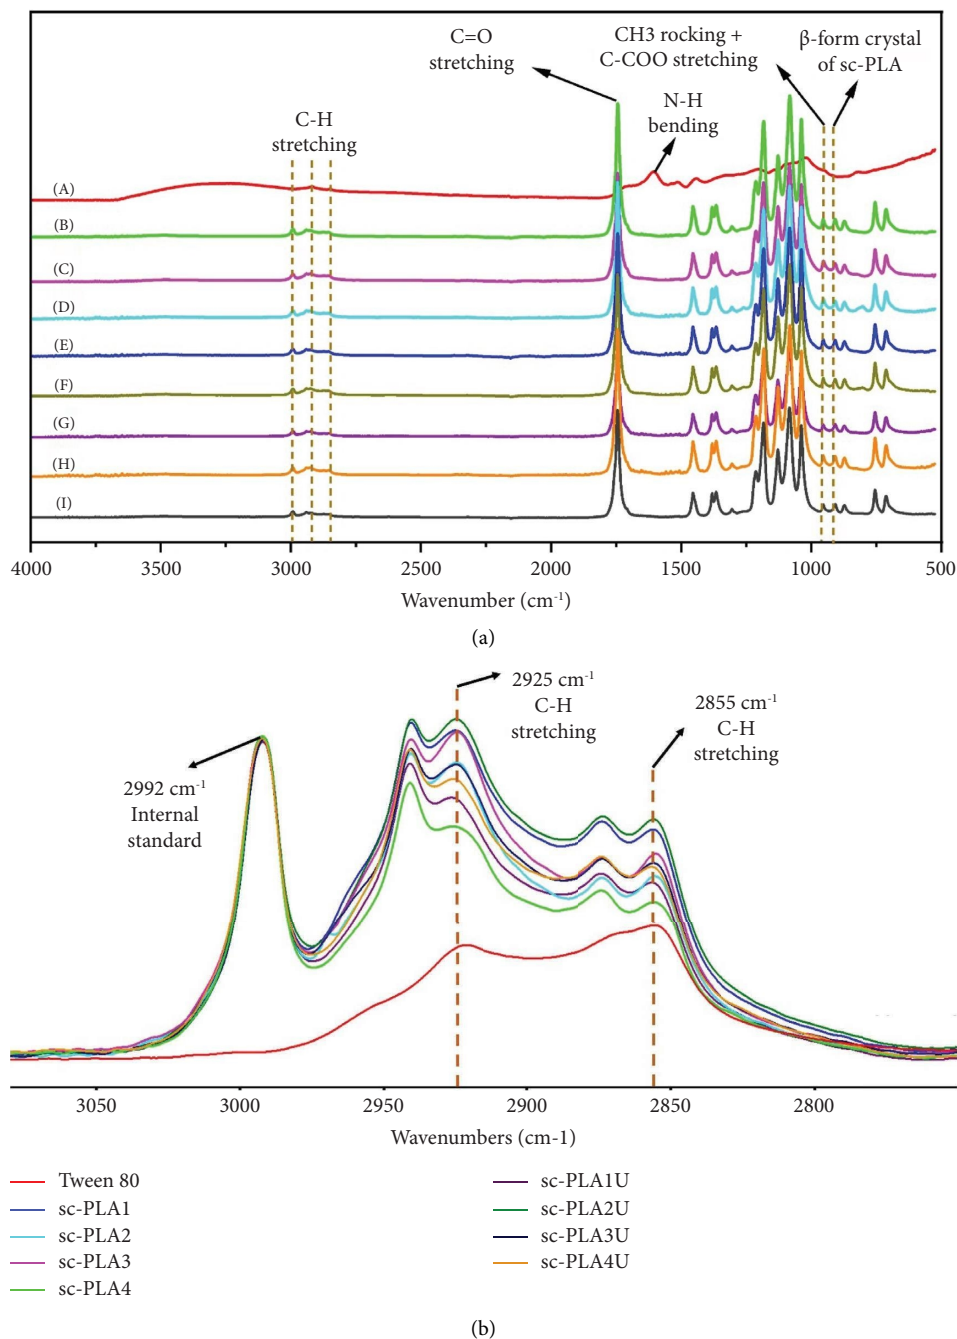 C=O
stretching
CH3 rocking +
C-COO stretching
β-form crystal
of sc-PLA
N-H
bending
C-H
stretching
(A)
(B)
(C)
(D)
(E)
(F)
(G)
(H)
(I)
4000 3500 3000 2500 2000 1500 1000 500
Wavenumber (cm-1)
(a)
2925 cm-1
C-H
stretching
2855 cm-1
C-H
stretching
2992 cm-1
Internal
standard
3050 3000 2950 2900 2850 2800
Wavenumbers (cm-1)
Tween 80
sc-PLA1
sc-PLA2
sc-PLA3
sc-PLA4
sc-PLA1U
sc-PLA2U
sc-PLA3U
sc-PLA4U
(b)